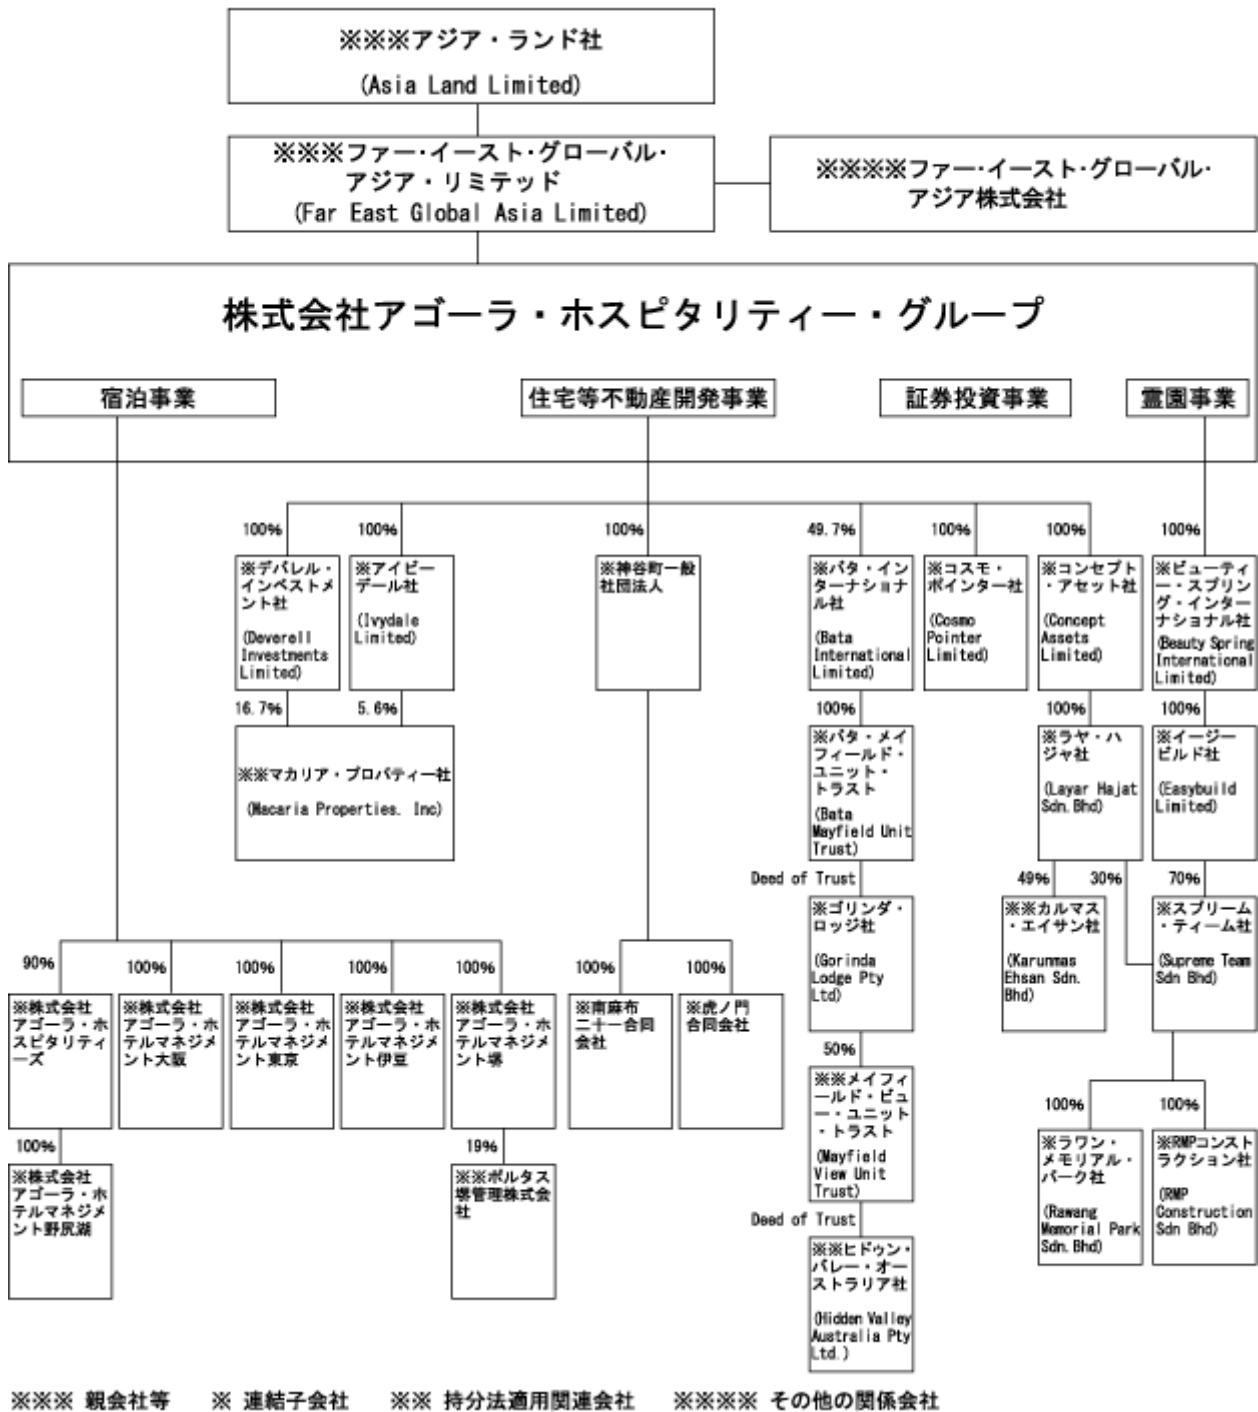 ※※※アジア・ランド社
(Asia Land Limited)
※※※ファー・イースト・グローバル・
アジア・リミテッド
(Far East Global Asia Limited)
※※※※ファー・イースト・グローバル・
アジア株式会社
株式会社アゴーラ・ホスピタリティー・グループ
宿泊事業
住宅等不動産開発事業
証券投資事業
霊園事業
100%
※デバレル・
インベストメ
ント社
(Deverell
Investments
Limited)
100%
※アイビー
デール社
(Ivydale
Limited)
100%
※神谷町一般
社団法人
49.7%
※バタ・イン
ターナショナ
ル社
(Bata
International
Limited)
100%
※コスモ・
ポインター社
(Cosmo
Pointer
Limited)
100%
※コンセプト
・アセット社
(Concept
Assets
Limited)
100%
※ビューティ
ー・スプリン
グ・インター
ナショナル社
(Beauty Spring
International
Limited)
16.7%
5.6%
※※マカリア・プロパティー社
(Macaria Properties. Inc)
100%
※バタ・メイ
フィールド・
ユニット・
トラスト
(Bata
Mayfield Unit
Trust)
100%
※ラヤ・ハ
ジャ社
(Layar Hajat
Sdn.Bhd)
100%
※イージー
ビルド社
(Easybuild
Limited)
Deed of Trust
※ゴリンダ・
ロッジ社
(Gorinda
Lodge Pty
Ltd)
49%
※※カルマス
・エイサン社
(Karunmas
Ehsan Sdn.
Bhd)
30%
70%
※スプリーム
・ティーム社
(Supreme Team
Sdn Bhd)
90%
※株式会社
アゴーラ・ホ
スピタリティ
ーズ
100%
※株式会社
アゴーラ・ホ
テルマネジメ
ント大阪
100%
※株式会社
アゴーラ・ホ
テルマネジメ
ント東京
100%
※株式会社
アゴーラ・ホ
テルマネジメ
ント伊豆
100%
※株式会社
アゴーラ・ホ
テルマネジメ
ント堺
100%
※南麻布
二十一合同
会社
100%
※虎ノ門
合同会社
50%
※※メイフィ
ールド・ビュ
ー・ユニット
・トラスト
(Mayfield
View Unit
Trust)
100%
※株式会社
アゴーラ・ホ
テルマネジメ
ント野尻湖
19%
※※ポルタス
堺管理株式会
社
100%
※ラワン・
メモリアル・
パーク社
(Rawang
Memorial Park
Sdn.Bhd)
100%
※RMPコンスト
ラクション社
(RMP
Construction
Sdn Bhd)
Deed of Trust
※※ヒドゥン・
バレー・オー
ストラリア社
(Hidden Valley
Australia Pty
Ltd.)
※※※ 親会社等 ※ 連結子会社 ※※ 持分法適用関連会社 ※※※※ その他の関係会社